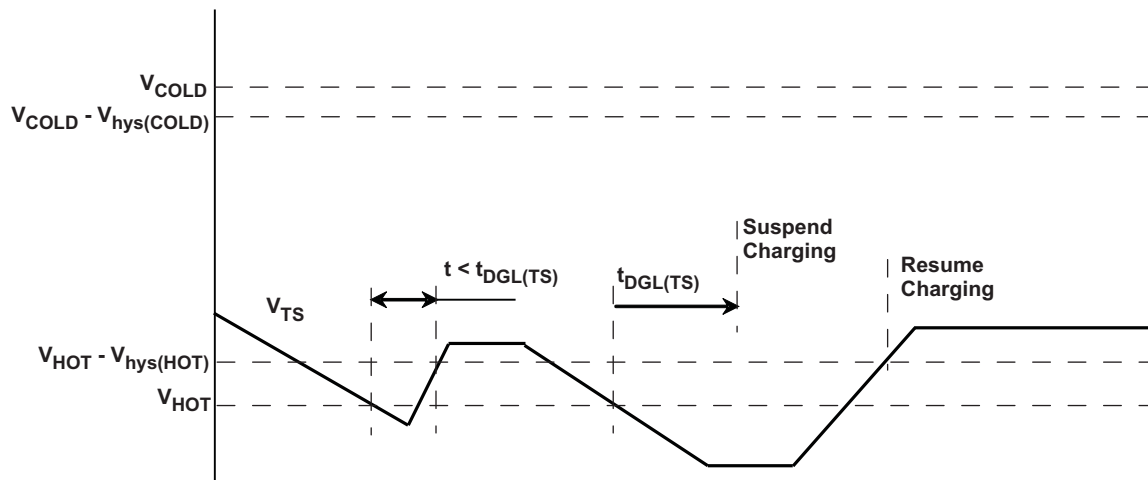 V_COLD
V_COLD - V_hys(COLD)
Suspend
Charging
t < t_DGL(TS)
t_DGL(TS)
Resume
Charging
V_TS
V_HOT - V_hys(HOT)
V_HOT